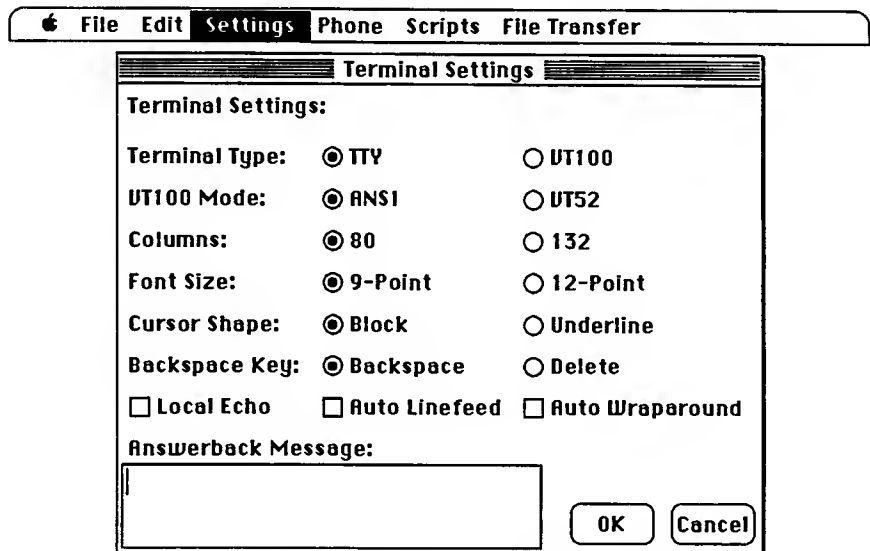 File Edit Settings Phone Scripts File Transfer
Terminal Settings
Terminal Settings:
Terminal Type: TTY VT100
VT100 Mode: ANSI VT52
Columns: 80 132
Font Size: 9-Point 12-Point
Cursor Shape: Block Underline
Backspace Key: Backspace Delete
Local Echo Auto Linefeed Auto Wraparound
Answerback Message:
OK Cancel